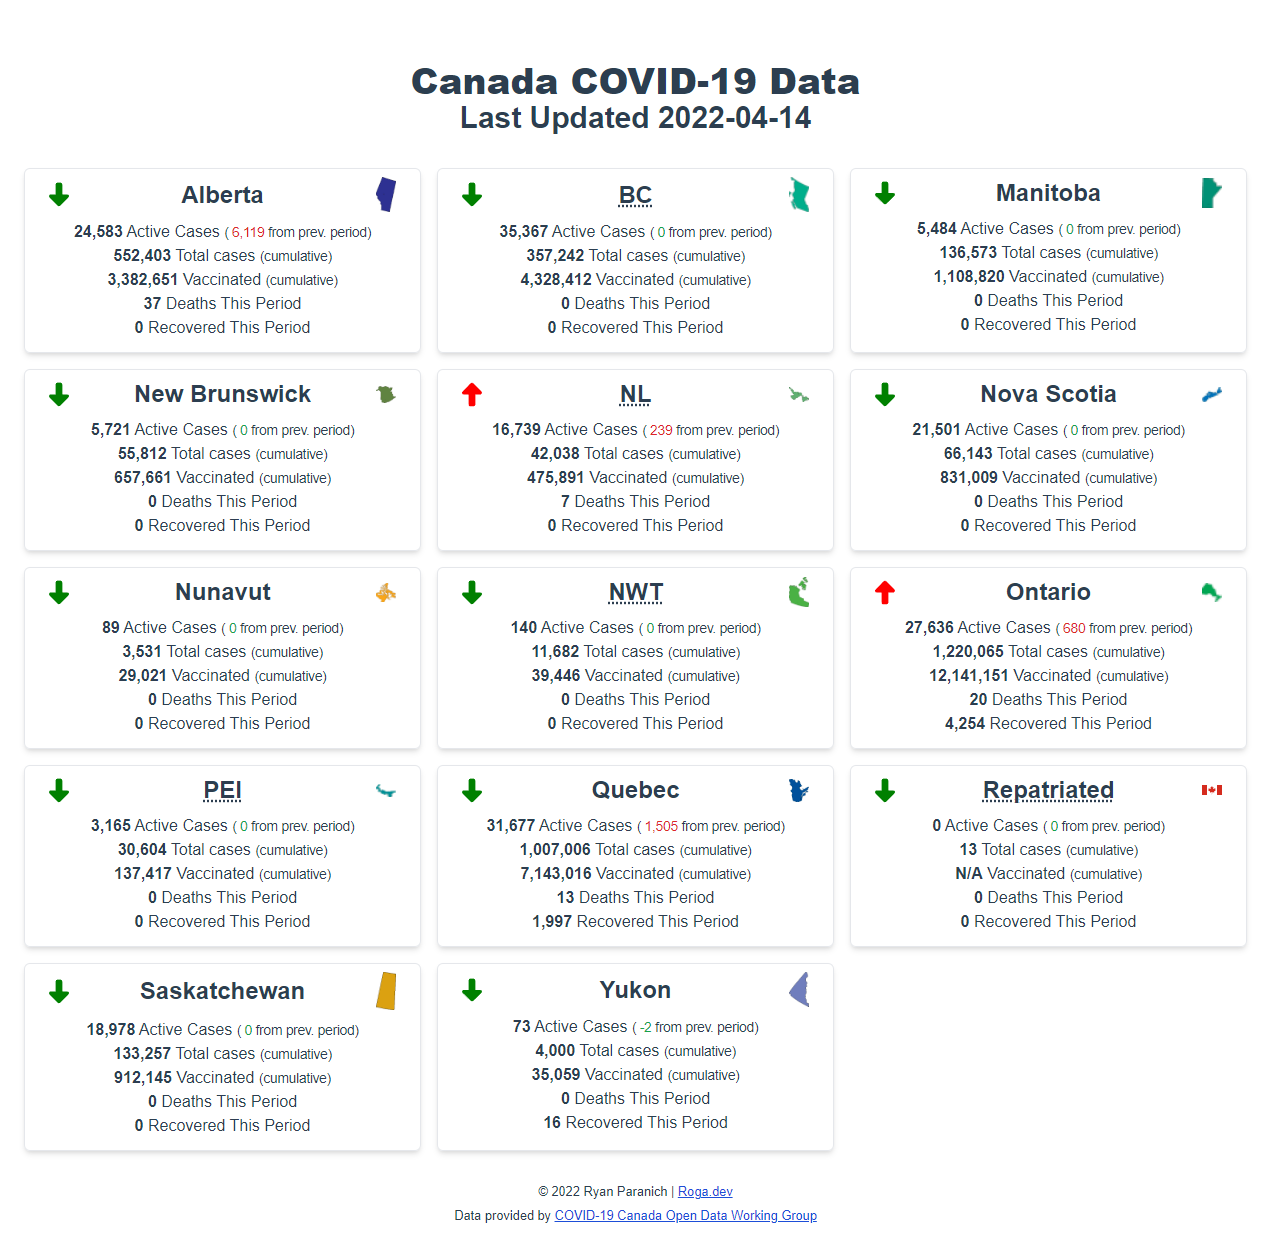 Canada COVID-19 Data
Last Updated 2022-04-14
Alberta
24,583 Active Cases ( 6,119 from prev. period)
552,403 Total cases (cumulative)
3,382,651 Vaccinated (cumulative)
37 Deaths This Period
0 Recovered This Period
BC
35,367 Active Cases ( 0 from prev. period)
357,242 Total cases (cumulative)
4,328,412 Vaccinated (cumulative)
0 Deaths This Period
0 Recovered This Period
Manitoba
5,484 Active Cases ( 0 from prev. period)
136,573 Total cases (cumulative)
1,108,820 Vaccinated (cumulative)
0 Deaths This Period
0 Recovered This Period
New Brunswick
5,721 Active Cases ( 0 from prev. period)
55,812 Total cases (cumulative)
657,661 Vaccinated (cumulative)
0 Deaths This Period
0 Recovered This Period
NL
16,739 Active Cases ( 239 from prev. period)
42,038 Total cases (cumulative)
475,891 Vaccinated (cumulative)
7 Deaths This Period
0 Recovered This Period
Nova Scotia
21,501 Active Cases ( 0 from prev. period)
66,143 Total cases (cumulative)
831,009 Vaccinated (cumulative)
0 Deaths This Period
0 Recovered This Period
Nunavut
89 Active Cases ( 0 from prev. period)
3,531 Total cases (cumulative)
29,021 Vaccinated (cumulative)
0 Deaths This Period
0 Recovered This Period
NWT
140 Active Cases ( 0 from prev. period)
11,682 Total cases (cumulative)
39,446 Vaccinated (cumulative)
0 Deaths This Period
0 Recovered This Period
Ontario
27,636 Active Cases ( 680 from prev. period)
1,220,065 Total cases (cumulative)
12,141,151 Vaccinated (cumulative)
20 Deaths This Period
4,254 Recovered This Period
PEI
3,165 Active Cases ( 0 from prev. period)
30,604 Total cases (cumulative)
137,417 Vaccinated (cumulative)
0 Deaths This Period
0 Recovered This Period
Quebec
31,677 Active Cases ( 1,505 from prev. period)
1,007,006 Total cases (cumulative)
7,143,016 Vaccinated (cumulative)
13 Deaths This Period
1,997 Recovered This Period
Repatriated
0 Active Cases ( 0 from prev. period)
13 Total cases (cumulative)
N/A Vaccinated (cumulative)
0 Deaths This Period
0 Recovered This Period
Saskatchewan
18,978 Active Cases ( 0 from prev. period)
133,257 Total cases (cumulative)
912,145 Vaccinated (cumulative)
0 Deaths This Period
0 Recovered This Period
Yukon
73 Active Cases ( -2 from prev. period)
4,000 Total cases (cumulative)
35,059 Vaccinated (cumulative)
0 Deaths This Period
16 Recovered This Period
© 2022 Ryan Paranich | Roga.dev
Data provided by COVID-19 Canada Open Data Working Group